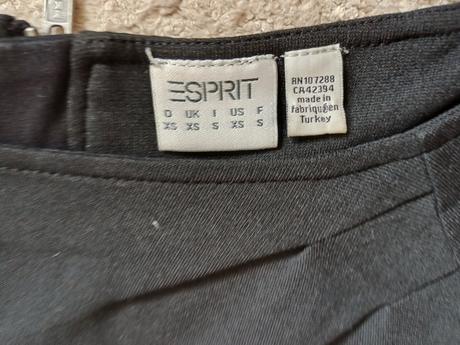 ESPRIT
D UK I US F
XS XS S XS S
RN107288
CA42394
made in
fabriqué en
Turkey